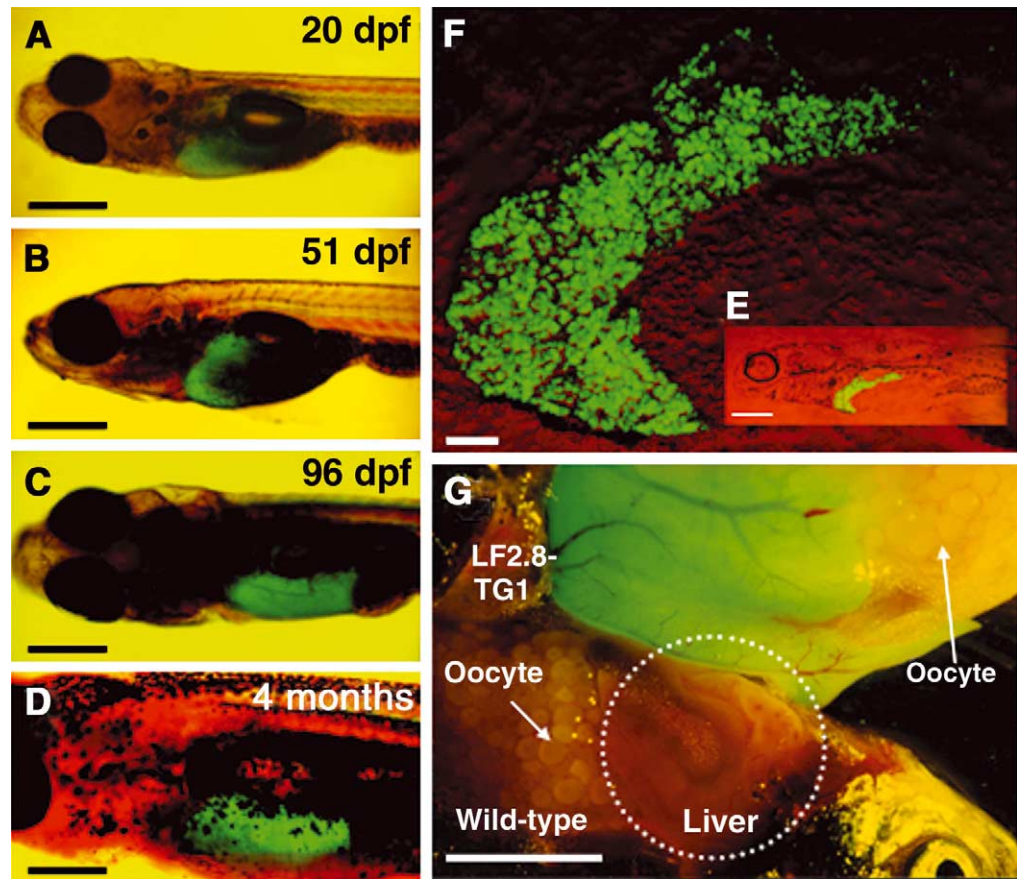 A
20 dpf
B
51 dpf
C
96 dpf
D
4 months
F
E
G
LF2.8-
TG1
Oocyte
Oocyte
Wild-type
Liver